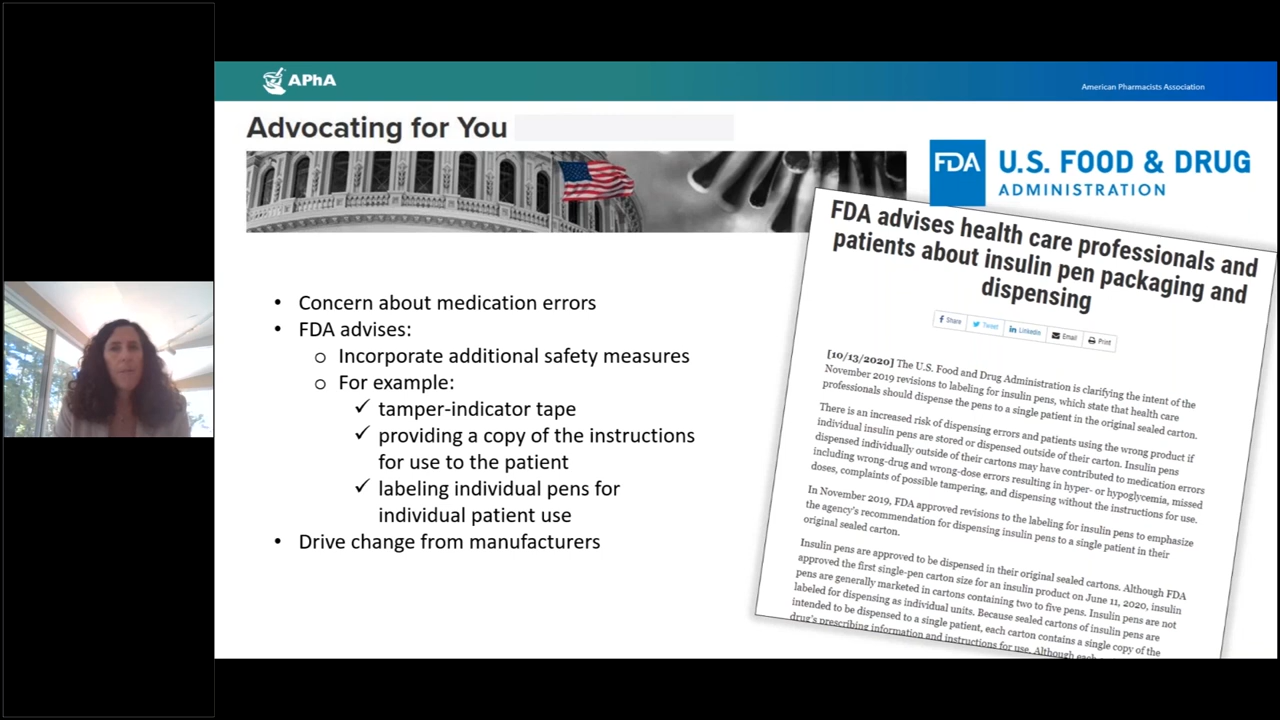 APhA
American Pharmacists Association
Advocating for You
FDA U.S. FOOD & DRUG
ADMINISTRATION
• Concern about medication errors
• FDA advises:
o Incorporate additional safety measures
o For example:
✓ tamper-indicator tape
✓ providing a copy of the instructions
for use to the patient
✓ labeling individual pens for
individual patient use
• Drive change from manufacturers
FDA advises health care professionals and
patients about insulin pen packaging and
dispensing
Share Tweet Linkedin Email Print
[10/13/2020] The U.S. Food and Drug Administration is clarifying the intent of the
November 2019 revisions to labeling for insulin pens, which state that health care
professionals should dispense the pens to a single patient in the original sealed carton.
There is an increased risk of dispensing errors and patients using the wrong product if
individual insulin pens are stored or dispensed outside of their carton. Insulin pens
dispensed individually outside of their cartons may have contributed to medication errors
including wrong-drug and wrong-dose errors resulting in hyper- or hypoglycemia, missed
doses, complaints of possible tampering, and dispensing without the instructions for use.
In November 2019, FDA approved revisions to the labeling for insulin pens to emphasize
the agency's recommendation for dispensing insulin pens to a single patient in their
original sealed carton.
Insulin pens are approved to be dispensed in their original sealed cartons. Although FDA
approved the first single-pen carton size for an insulin product on June 11, 2020, insulin
pens are generally marketed in cartons containing two to five pens. Insulin pens are not
labeled for dispensing as individual units. Because sealed cartons of insulin pens are
intended to be dispensed to a single patient, each carton contains a single copy of the
drug's prescribing information and instructions for use. Although each